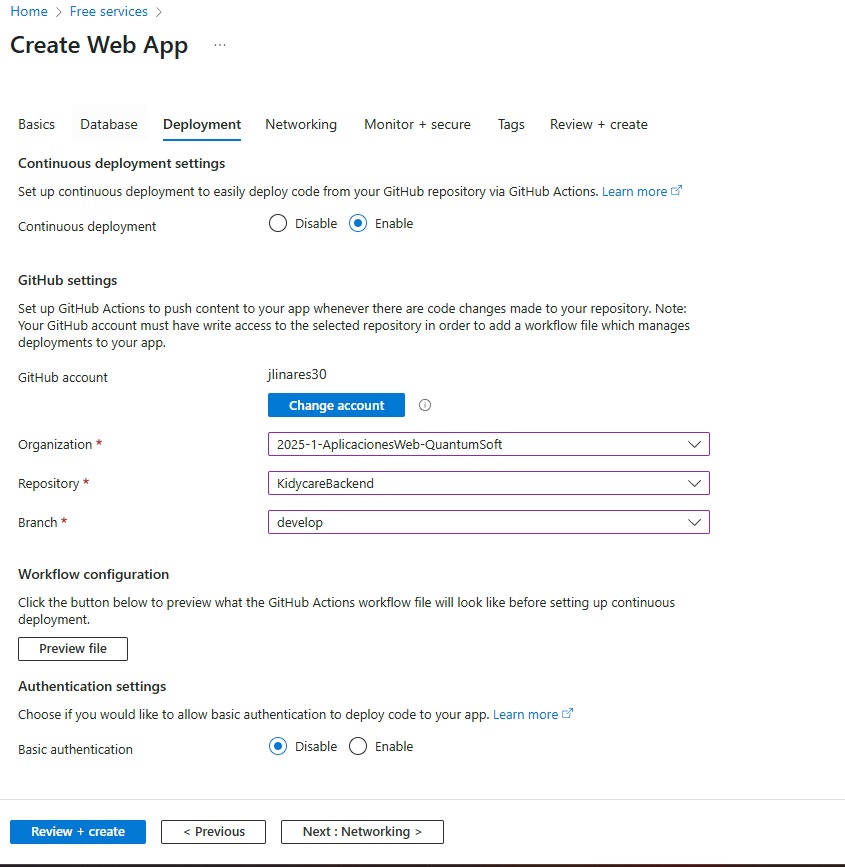 Home > Free services >
Create Web App ...
Basics Database Deployment Networking Monitor + secure Tags Review + create
Continuous deployment settings
Set up continuous deployment to easily deploy code from your GitHub repository via GitHub Actions. Learn more
Continuous deployment Disable Enable
GitHub settings
Set up GitHub Actions to push content to your app whenever there are code changes made to your repository. Note:
Your GitHub account must have write access to the selected repository in order to add a workflow file which manages
deployments to your app.
GitHub account jlinares30
Change account
Organization * 2025-1-AplicacionesWeb-QuantumSoft
Repository * KidycareBackend
Branch * develop
Workflow configuration
Click the button below to preview what the GitHub Actions workflow file will look like before setting up continuous
deployment.
Preview file
Authentication settings
Choose if you would like to allow basic authentication to deploy code to your app. Learn more
Basic authentication Disable Enable
Review + create < Previous Next : Networking >